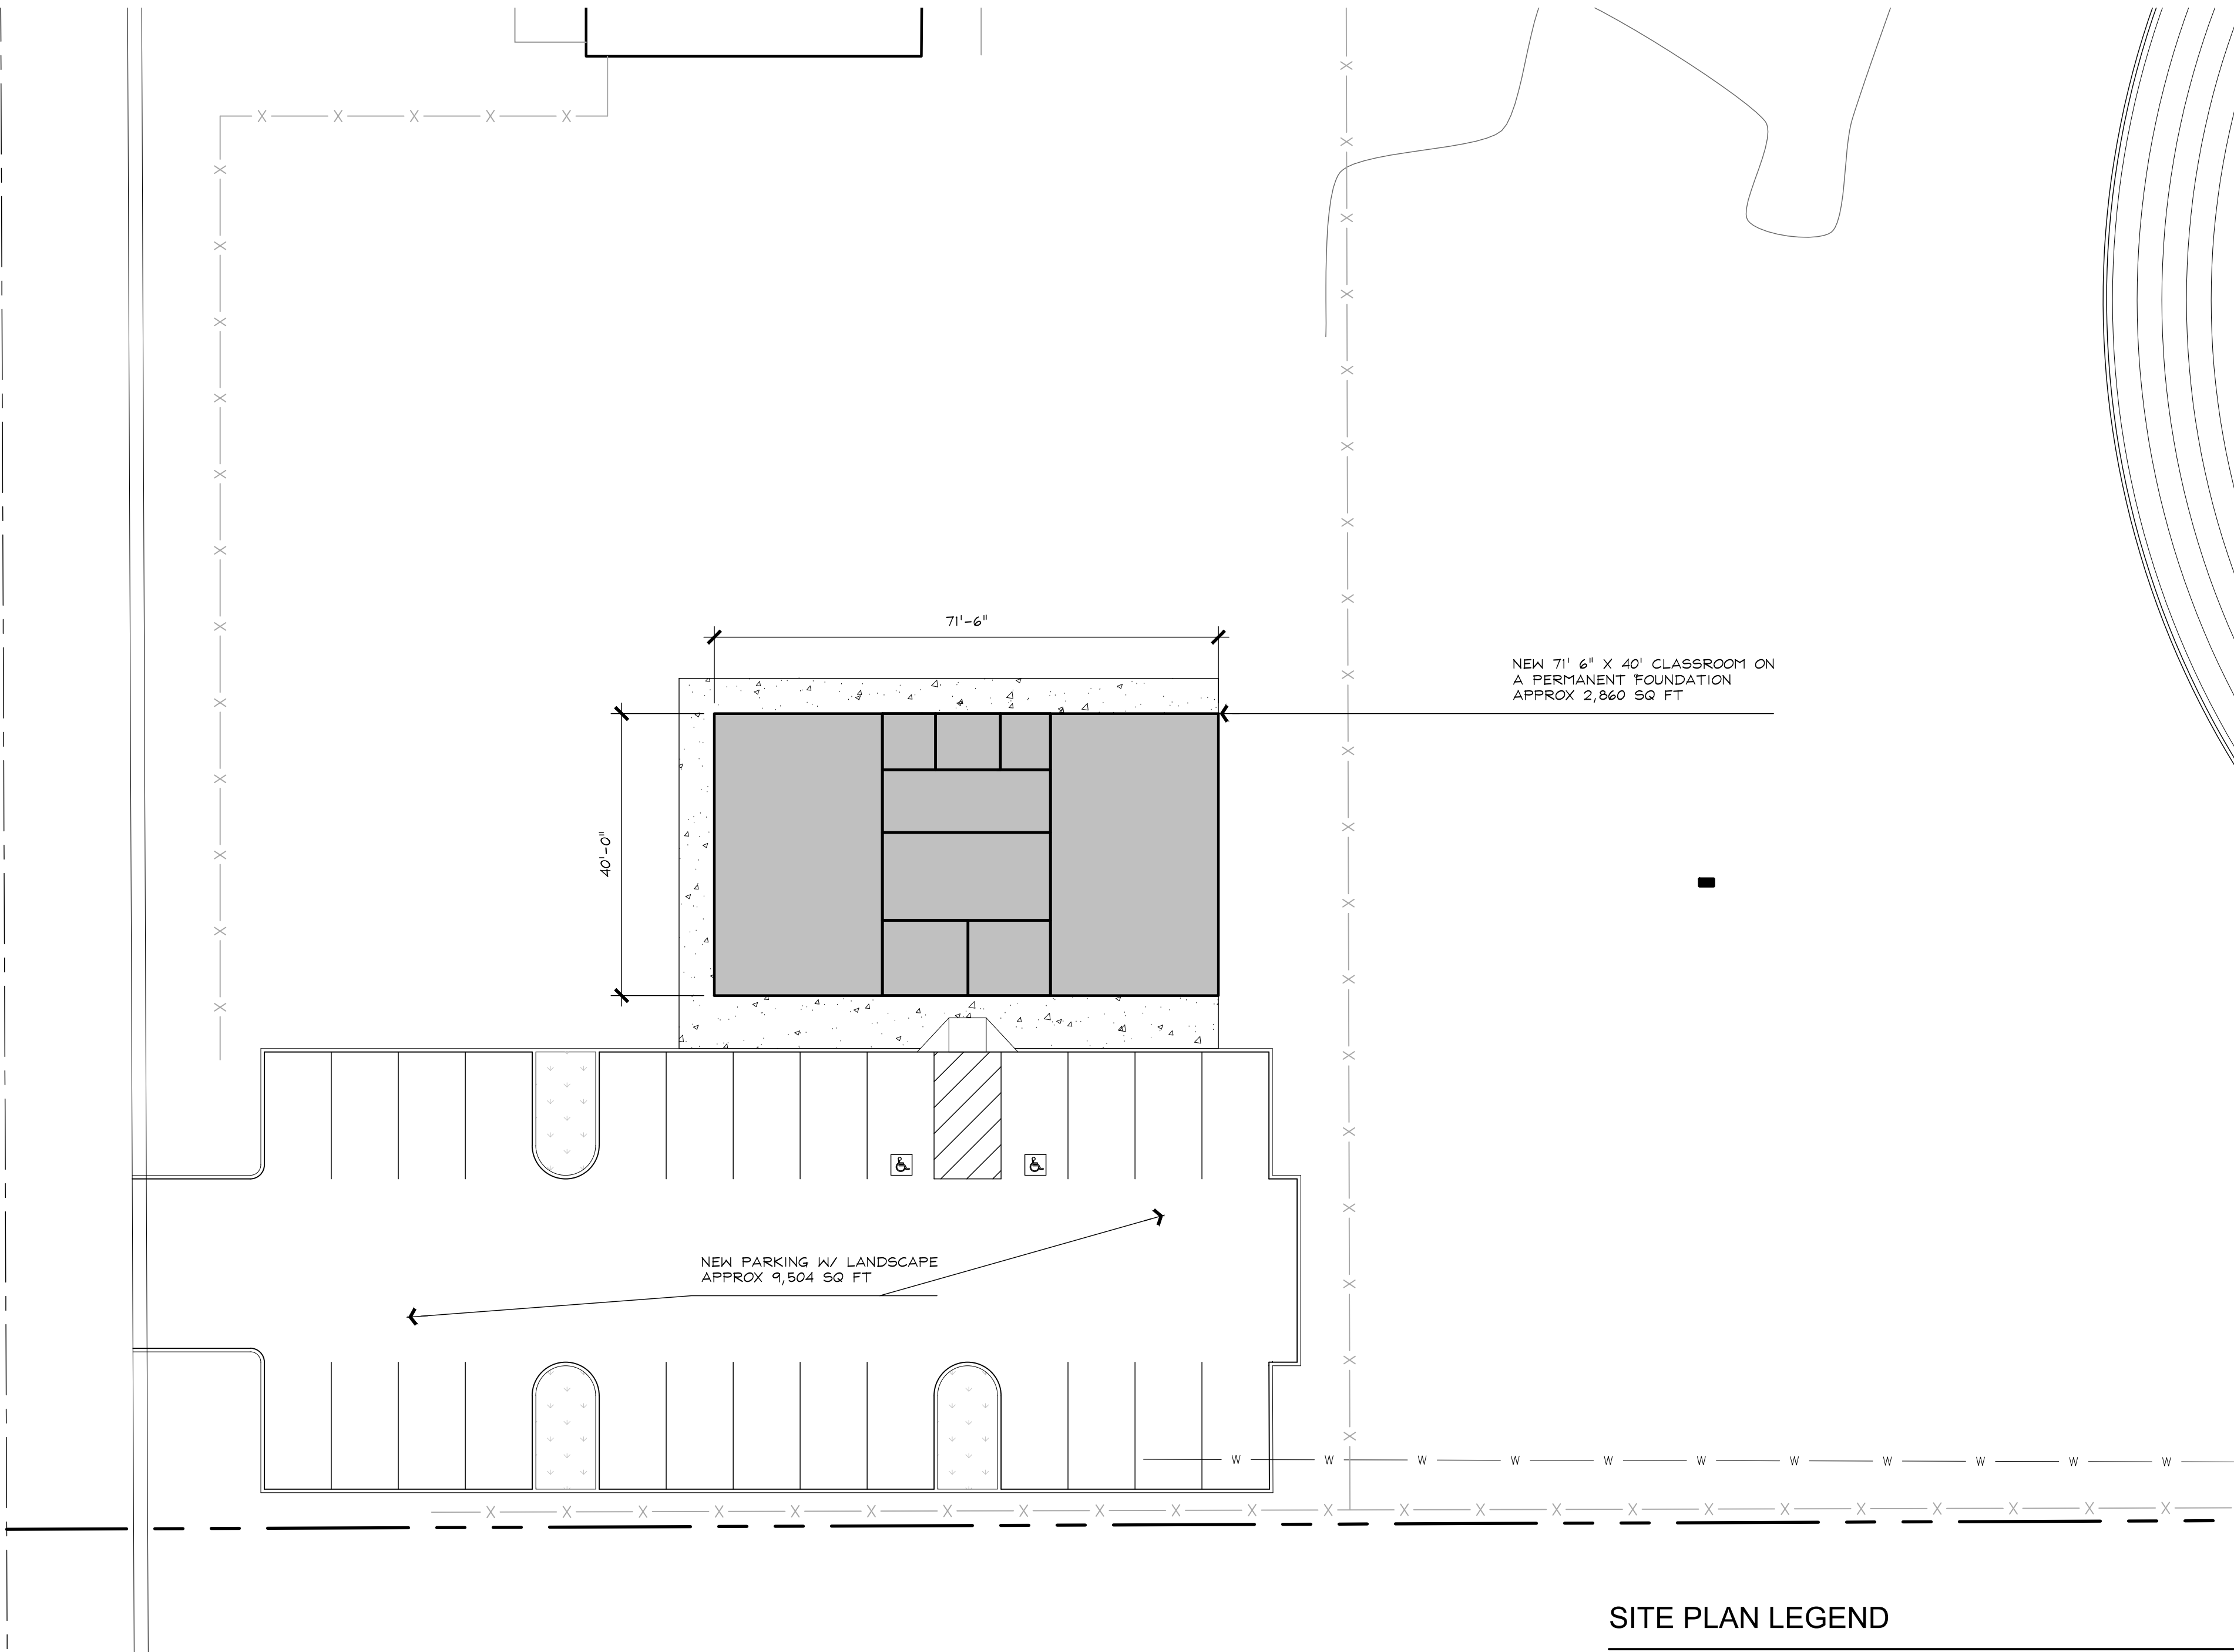 71'-6"
NEW 71' 6" X 40' CLASSROOM ON
A PERMANENT FOUNDATION
APPROX 2,860 SQ FT
40'-0"
NEW PARKING W/ LANDSCAPE
APPROX 9,504 SQ FT
W W W W W W W W W W W
SITE PLAN LEGEND